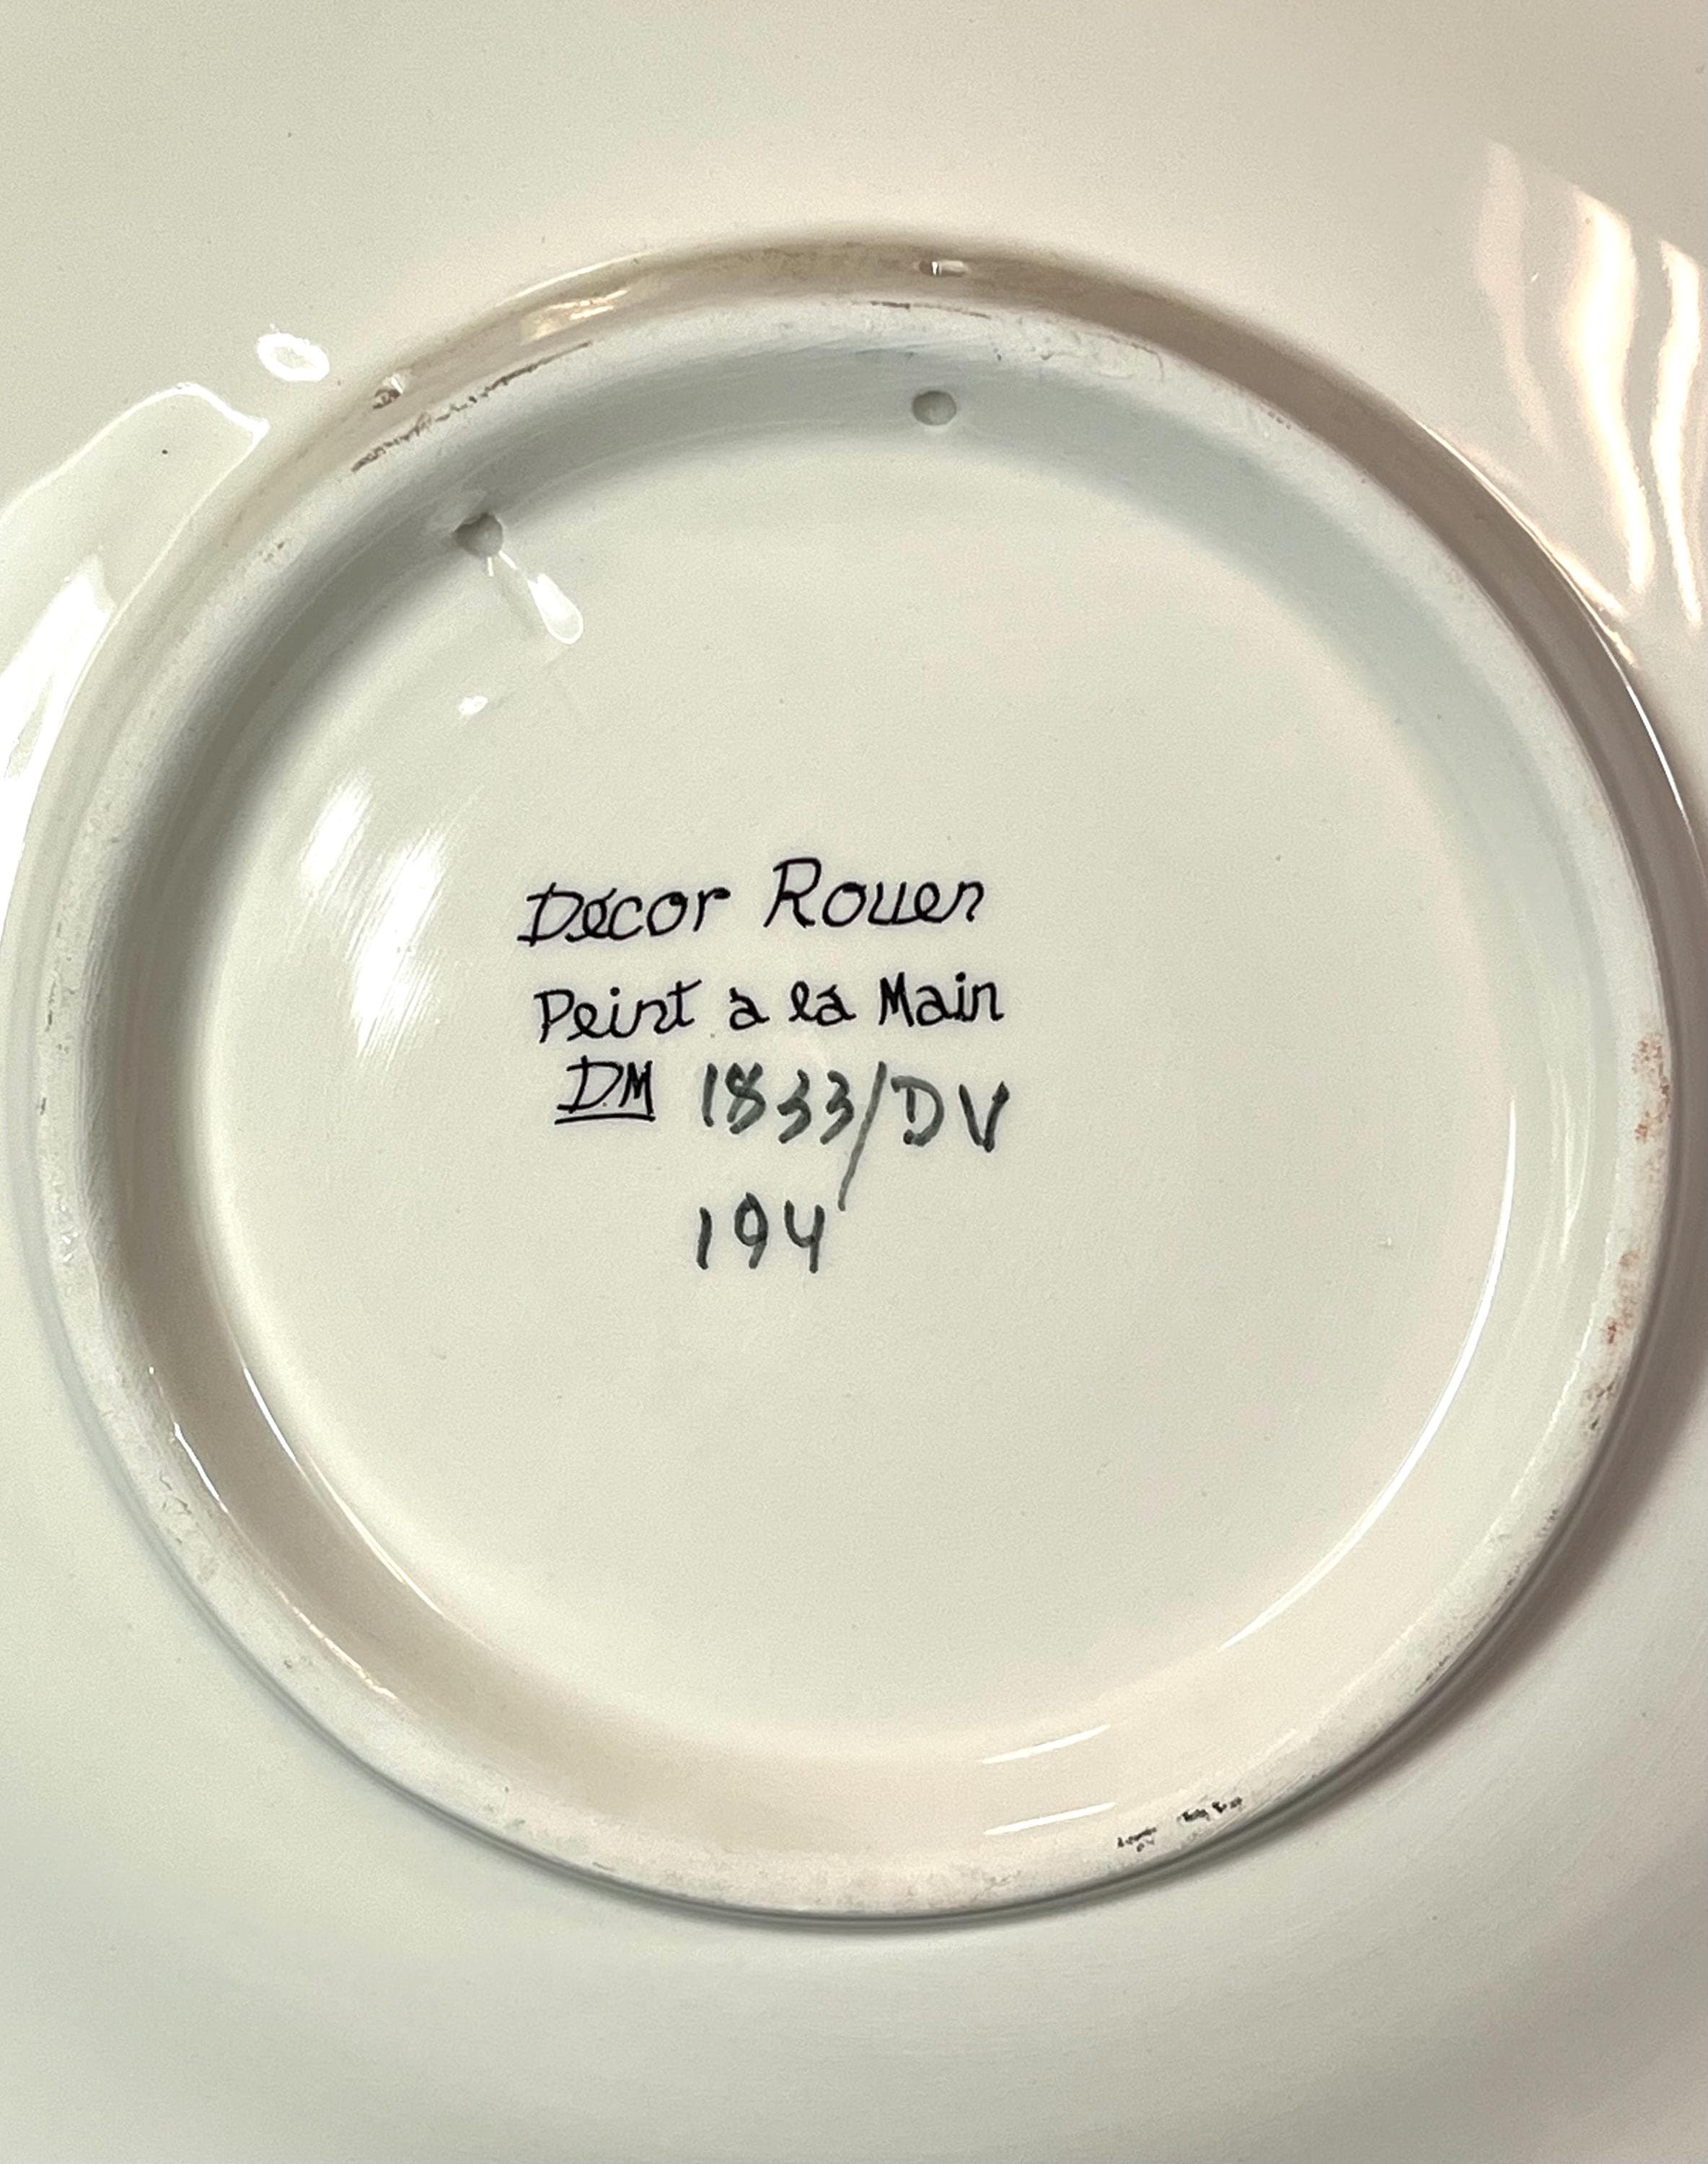 Décor Rouen
Peint à la Main
DM 1833/DV
194